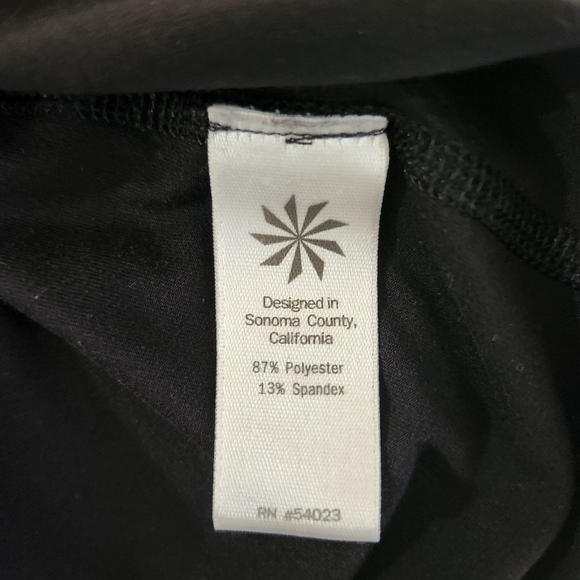 Designed in
Sonoma County,
California
87% Polyester
13% Spandex
RN #54023